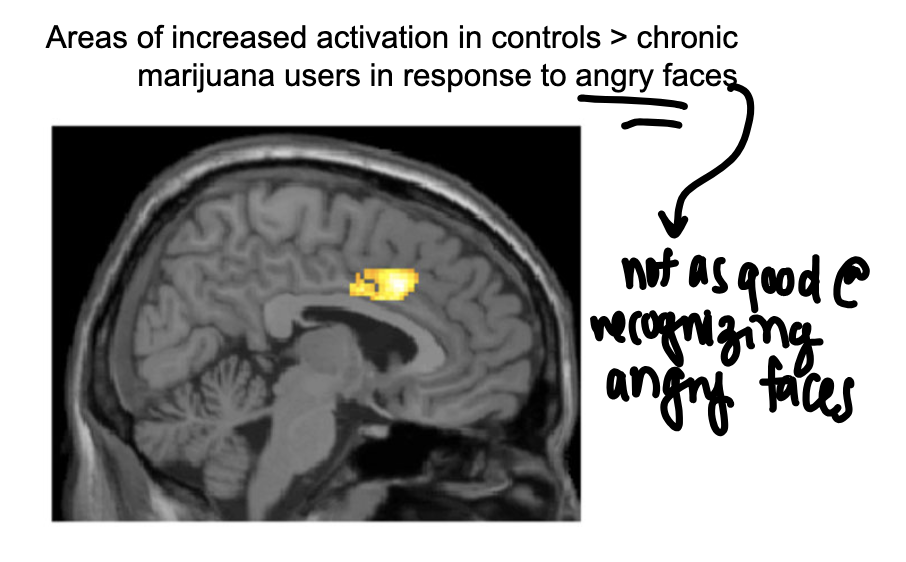 Areas of increased activation in controls > chronic
marijuana users in response to angry faces
not as good @
recognizing
angry faces